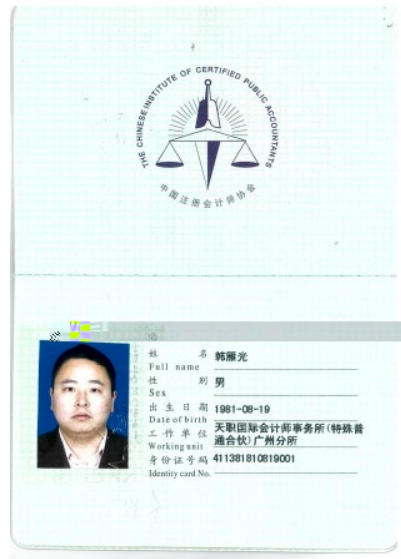 THE CHINESE INSTITUTE OF CERTIFIED PUBLIC ACCOUNTANTS
中国注册会计师协会
姓 名 韩雁光
Full name
性 别 男
Sex
出 生 日 期 1981-08-19
Date of birth
工 作 单 位 天职国际会计师事务所(特殊普
通合伙)广州分所
Working unit
身份证号码 411381810819001
Identity card No.